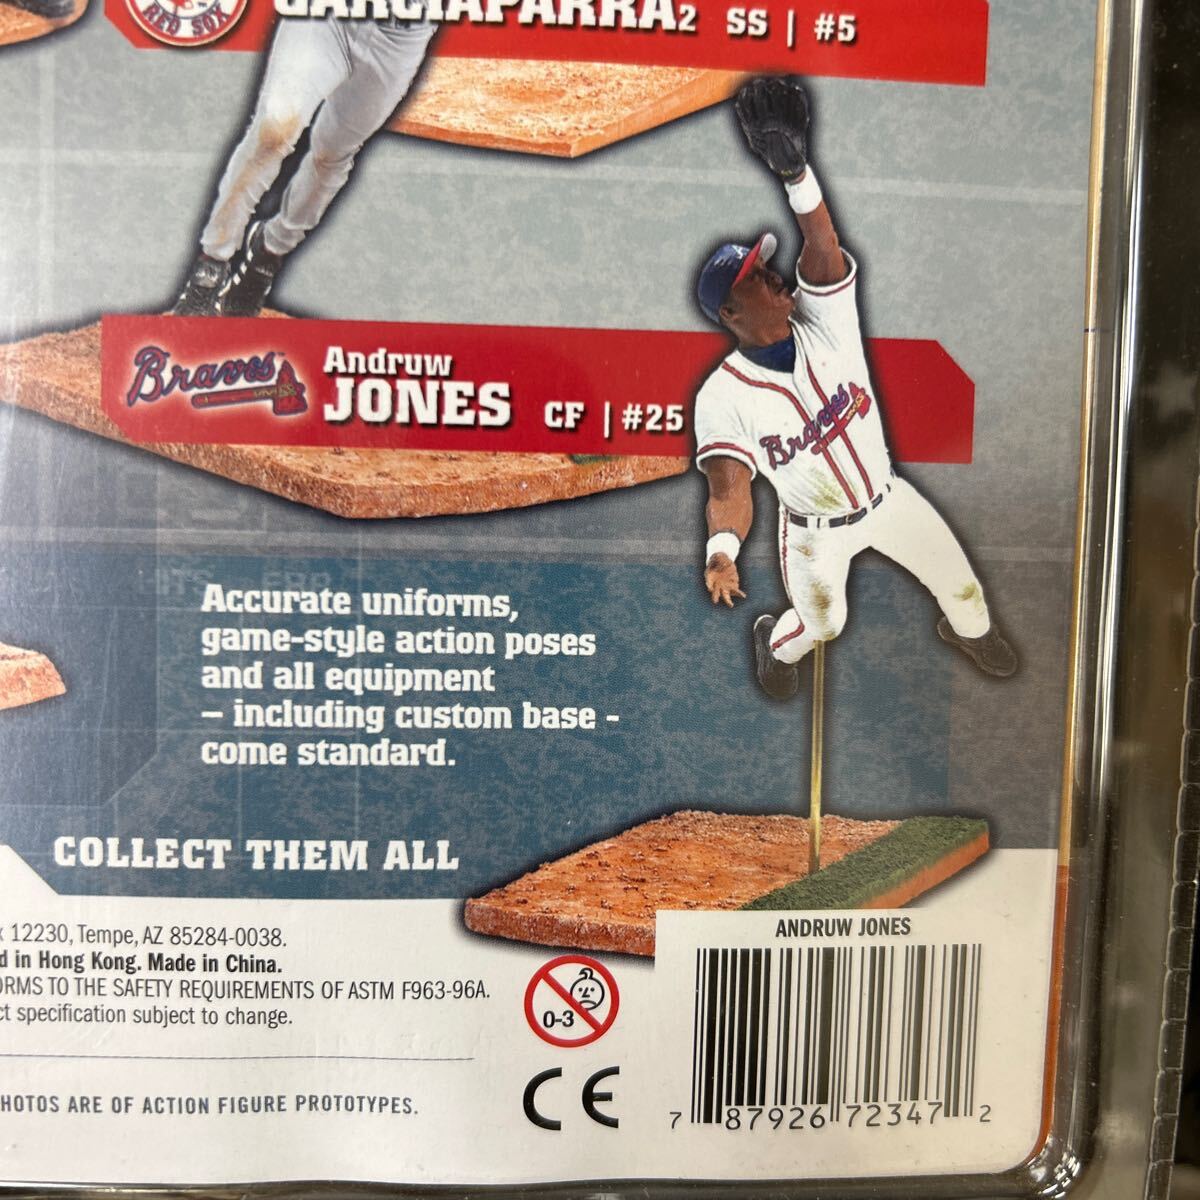 RED SOX
GARCIAPARRA2 SS | #5
Braves
Andruw
JONES CF | #25
Braves
Accurate uniforms,
game-style action poses
and all equipment
– including custom base -
come standard.
COLLECT THEM ALL
12230, Tempe, AZ 85284-0038.
in Hong Kong. Made in China.
TO THE SAFETY REQUIREMENTS OF ASTM F963-96A.
specification subject to change.
ARE OF ACTION FIGURE PROTOTYPES.
0-3
CE
ANDRUW JONES
7 87926 72347 2